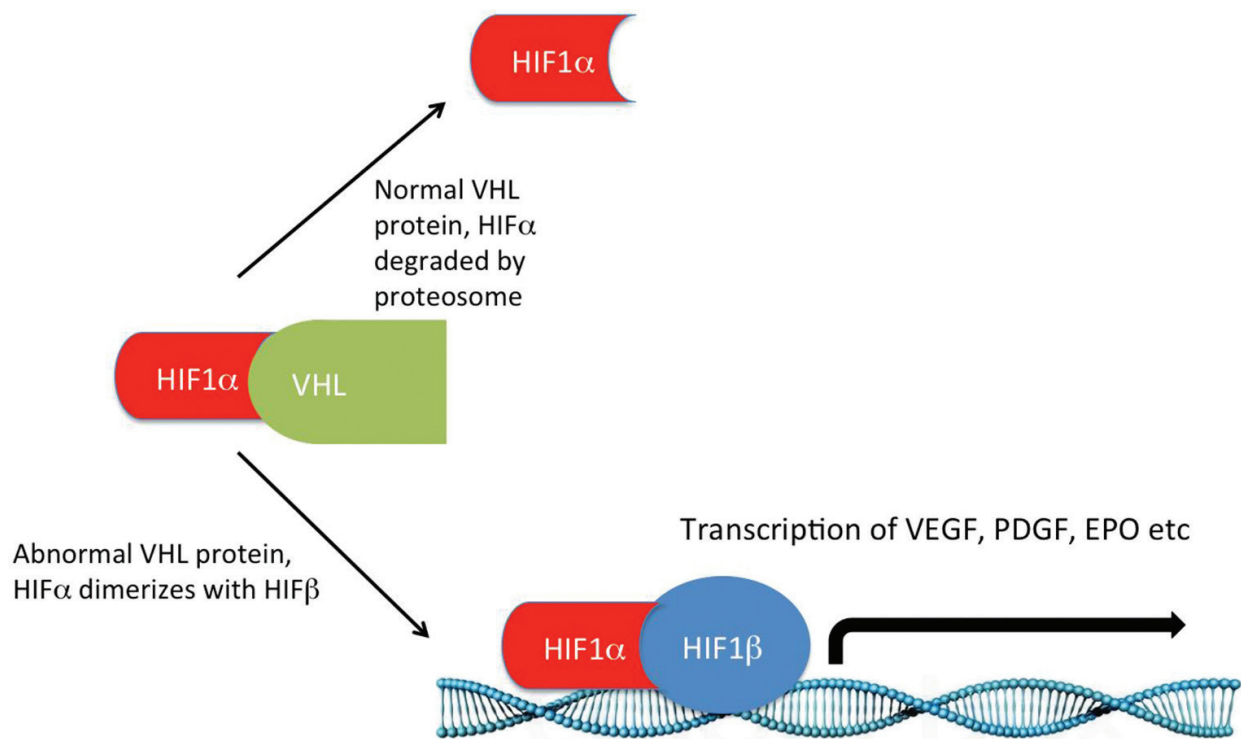 HIF1α
Normal VHL
protein, HIFα
degraded by
proteosome
HIF1α
VHL
Abnormal VHL protein,
HIFα dimerizes with HIFβ
Transcription of VEGF, PDGF, EPO etc
HIF1α
HIF1β